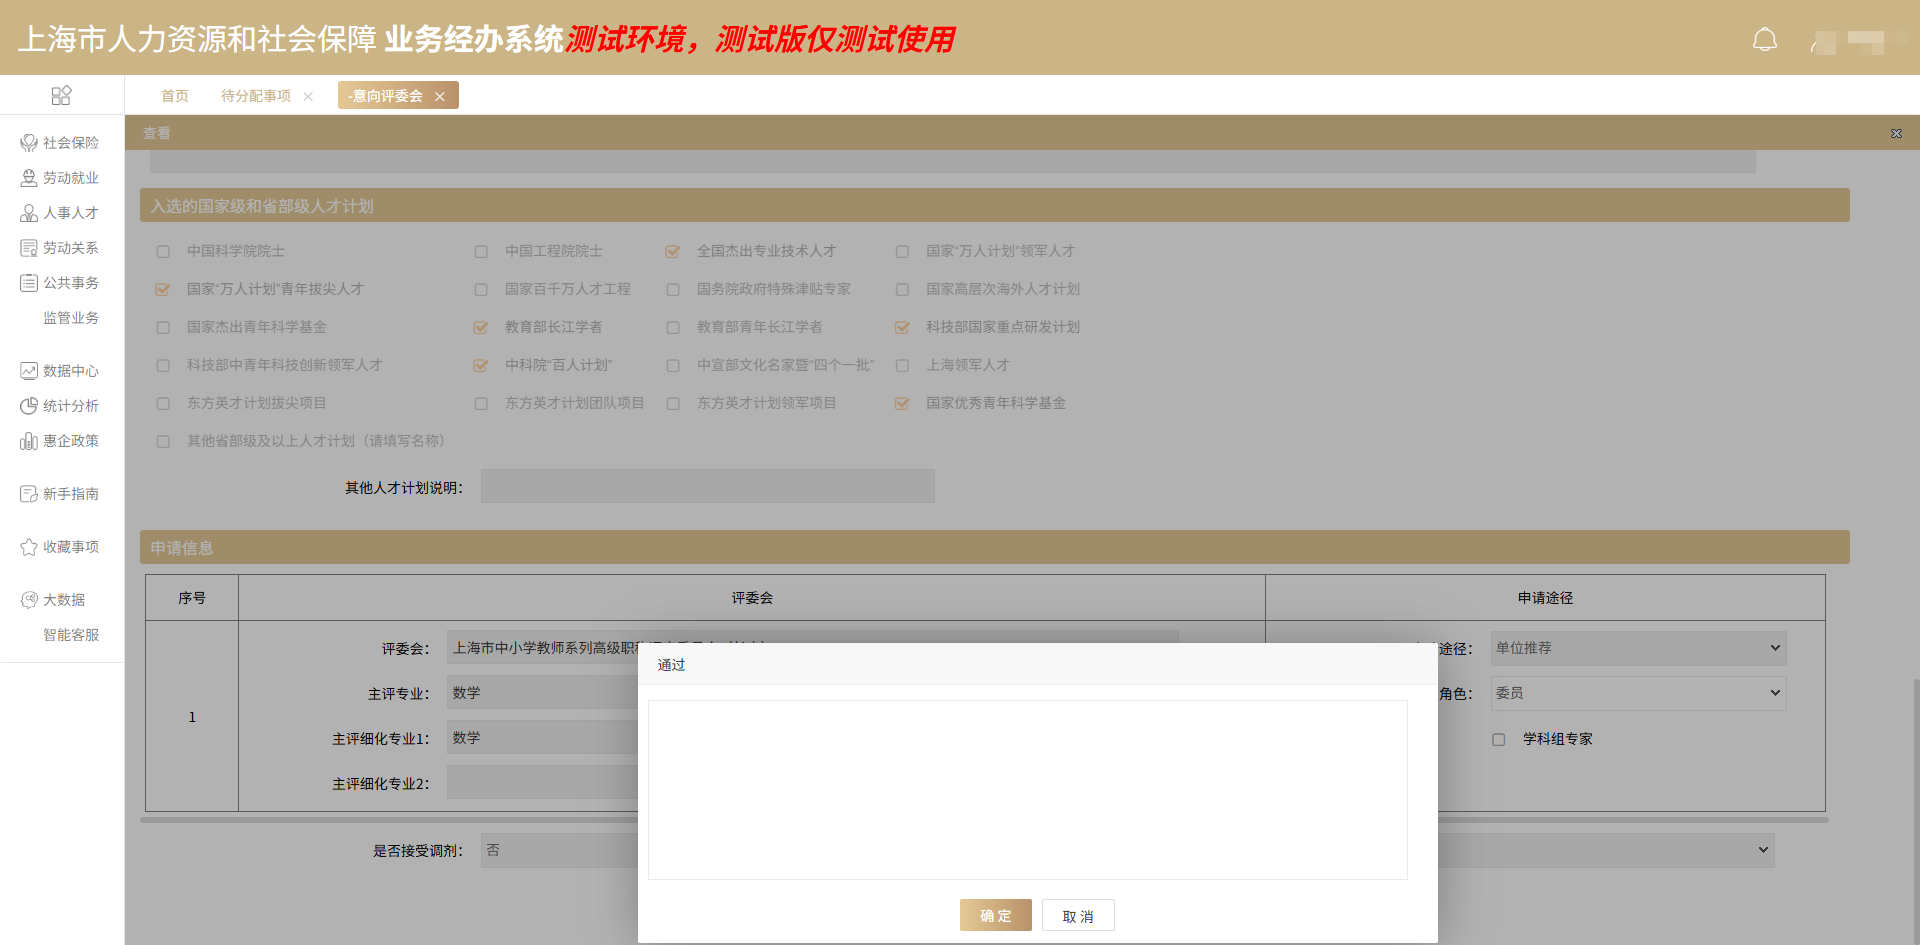 上海市人力资源和社会保障 业务经办系统测试环境，测试版仅测试使用
首页 待分配事项 × -意向评委会 ×
社会保险
劳动就业
人事人才
劳动关系
公共事务
监管业务
数据中心
统计分析
惠企政策
新手指南
收藏事项
大数据
智能客服
查看
入选的国家级和省部级人才计划
中国科学院院士 中国工程院院士 全国杰出专业技术人才 国家“万人计划”领军人才
国家“万人计划”青年拔尖人才 国家百千万人才工程 国务院政府特殊津贴专家 国家高层次海外人才计划
国家杰出青年科学基金 教育部长江学者 教育部青年长江学者 科技部国家重点研发计划
科技部中青年科技创新领军人才 中科院“百人计划” 中宣部文化名家暨“四个一批” 上海领军人才
东方英才计划拔尖项目 东方英才计划团队项目 东方英才计划领军项目 国家优秀青年科学基金
其他省部级及以上人才计划（请填写名称）
其他人才计划说明：
申请信息
序号 评委会 申请途径
1
评委会： 上海市中小学教师系列高级职
主评专业： 数学
主评细化专业1： 数学
主评细化专业2：
途径： 单位推荐
角色： 委员
学科组专家
是否接受调剂： 否
通过
确 定 取 消